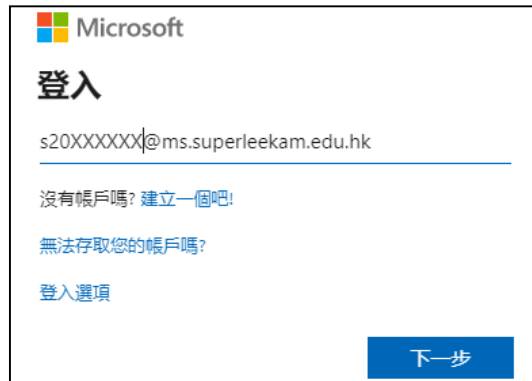 Microsoft
登入
s20XXXXXX@ms.superleekam.edu.hk
沒有帳戶嗎? 建立一個吧!
無法存取您的帳戶嗎?
登入選項
下一步